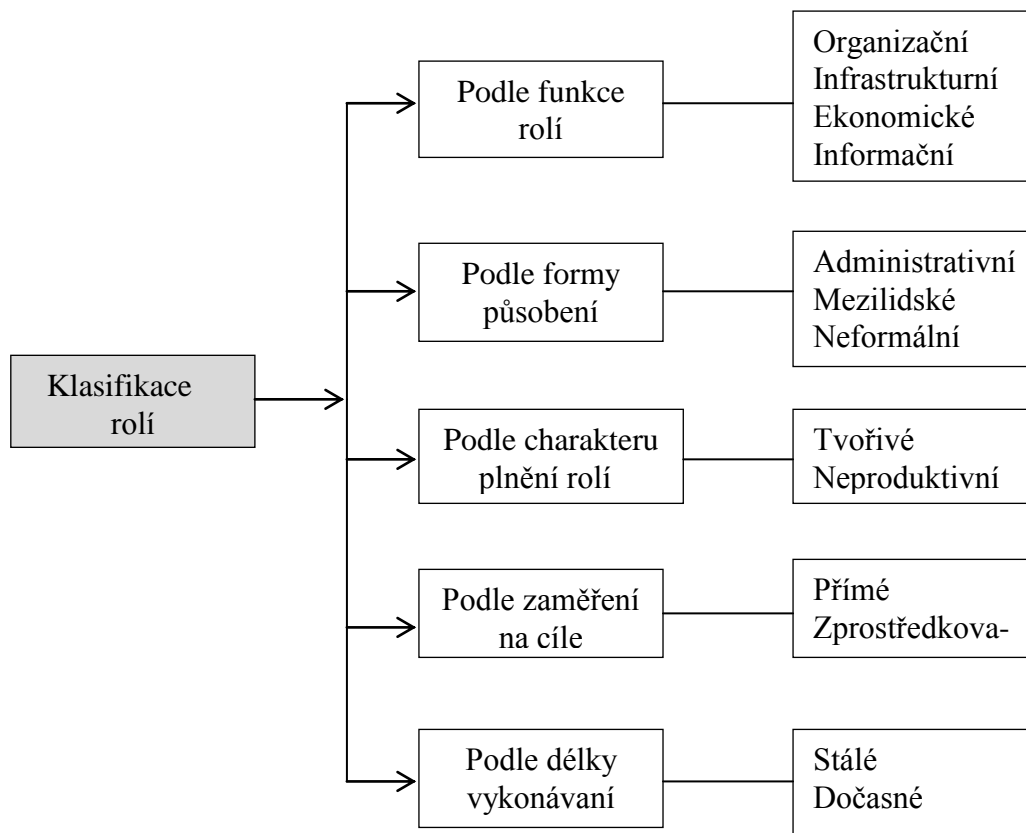 Organizační
Infrastrukturní
Ekonomické
Informační
Podle funkce
rolí
Administrativní
Mezilidské
Neformální
Podle formy
působení
Klasifikace
rolí
Podle charakteru
plnění rolí
Tvořivé
Neproduktivní
Podle zaměření
na cíle
Přímé
Zprostředkova-
Podle délky
vykonávaní
Stálé
Dočasné